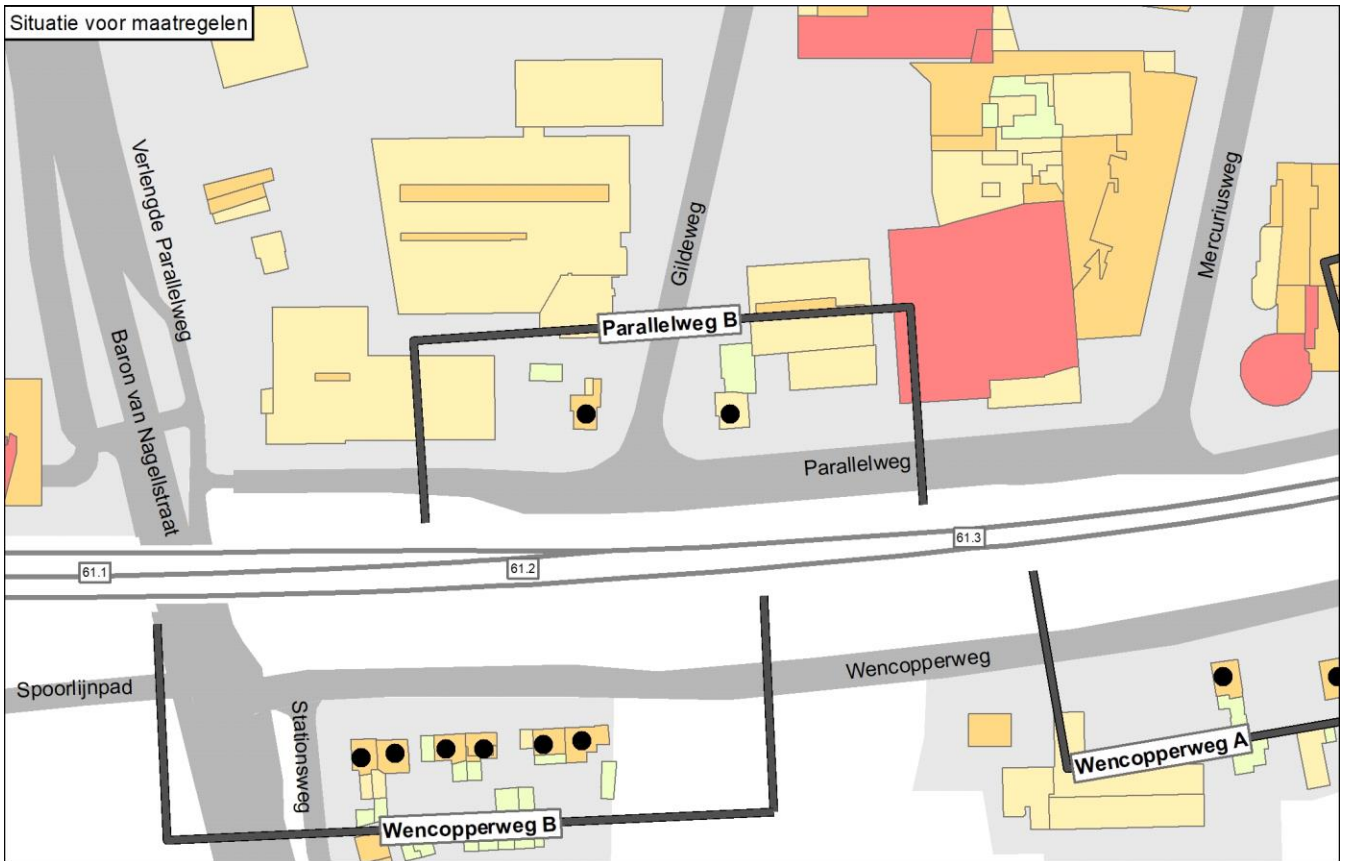 Situatie voor maatregelen
Verlengde Parallelweg
Baron van Nagellstraat
Gildeweg
Mercuriusweg
Parallelweg B
Parallelweg
61.1
61.2
61.3
Spoorlijnpad
Stationsweg
Wencopperweg
Wencopperweg A
Wencopperweg B